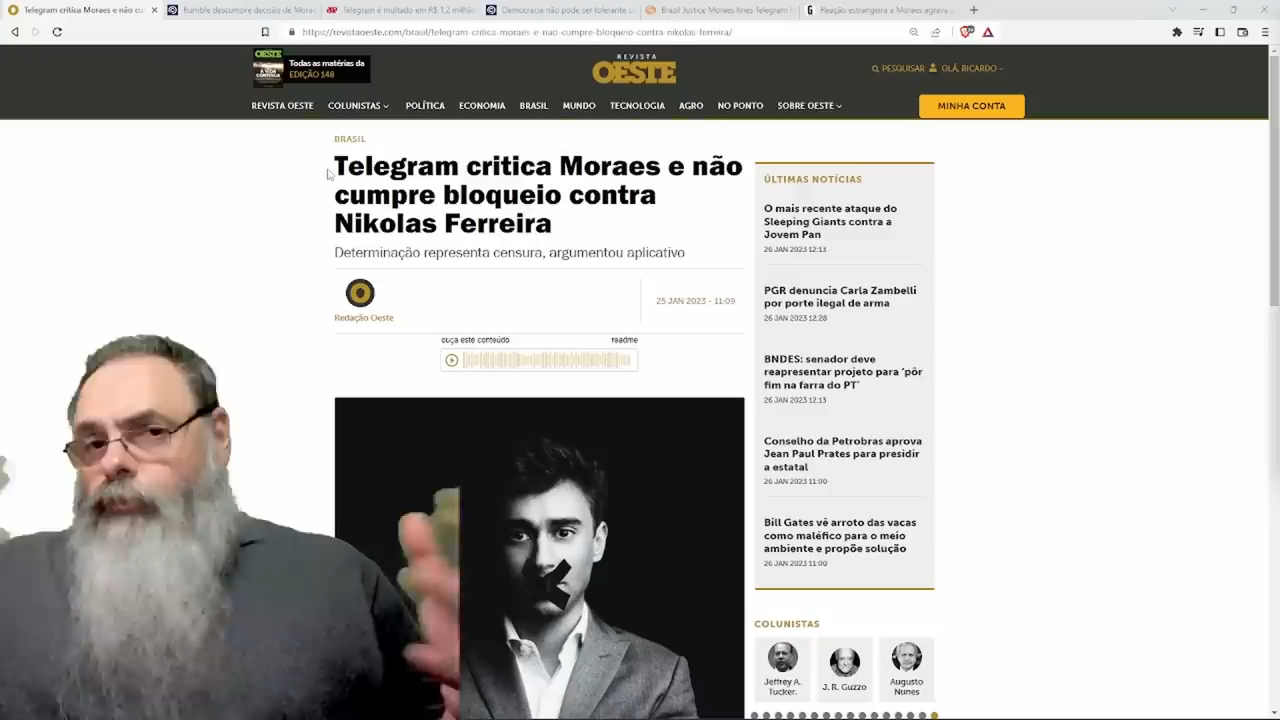 Telegram critica Moraes e não cu
Rumble descumpre decisão de Morae
Telegram é multado em R$ 1,2 milhão
Democracia não pode ser tolerante c
Brazil Justice Moraes fines Telegram f
Reação estrangeira a Moraes agrava
https://revistaoeste.com/brasil/telegram-critica-moraes-e-nao-cumpre-bloqueio-contra-nikolas-ferreira/
OESTE
Todas as matérias da
EDIÇÃO 148
REVISTA
OESTE
PESQUISAR
OLÁ, RICARDO
REVISTA OESTE
COLUNISTAS
POLÍTICA
ECONOMIA
BRASIL
MUNDO
TECNOLOGIA
AGRO
NO PONTO
SOBRE OESTE
MINHA CONTA
BRASIL
Telegram critica Moraes e não
cumpre bloqueio contra
Nikolas Ferreira
Determinação representa censura, argumentou aplicativo
Redação Oeste
25 JAN 2023 - 11:09
ouça este conteúdo
readme
ÚLTIMAS NOTÍCIAS
O mais recente ataque do
Sleeping Giants contra a
Jovem Pan
26 JAN 2023 12:13
PGR denuncia Carla Zambelli
por porte ilegal de arma
26 JAN 2023 12:28
BNDES: senador deve
reapresentar projeto para ‘pôr
fim na farra do PT’
26 JAN 2023 12:13
Conselho da Petrobras aprova
Jean Paul Prates para presidir
a estatal
26 JAN 2023 11:00
Bill Gates vê arroto das vacas
como maléfico para o meio
ambiente e propõe solução
26 JAN 2023 11:00
COLUNISTAS
Jeffrey A.
Tucker.
J. R. Guzzo
Augusto
Nunes